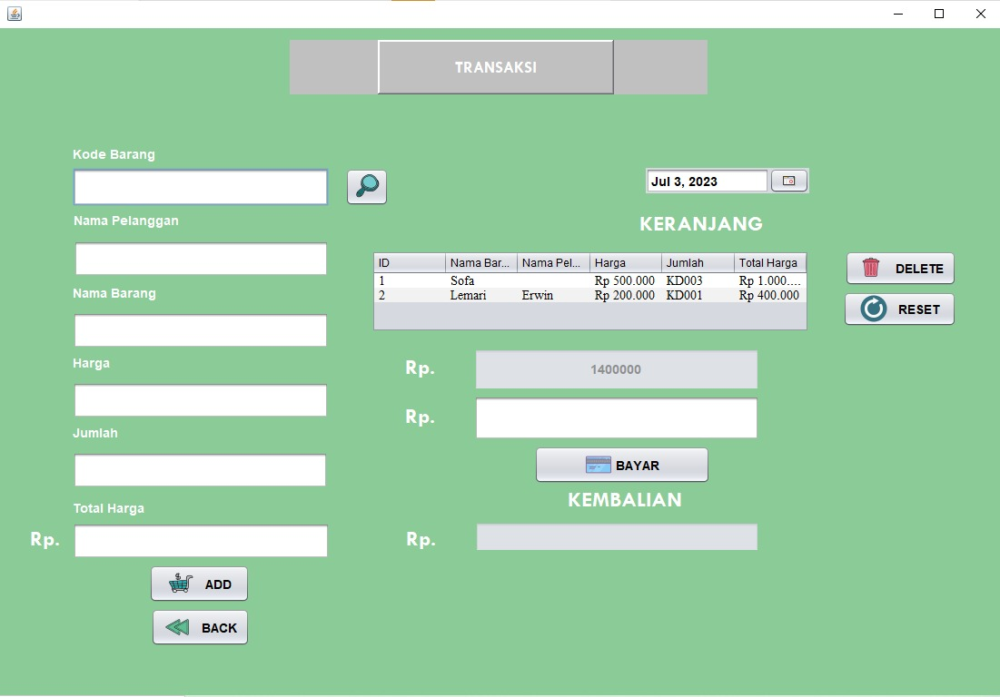 TRANSAKSI
Kode Barang
Jul 3, 2023
Nama Pelanggan
KERANJANG
ID Nama Bar... Nama Pel... Harga Jumlah Total Harga
1 Sofa Rp 500.000 KD003 Rp 1.000....
2 Lemari Erwin Rp 200.000 KD001 Rp 400.000
DELETE
RESET
Nama Barang
Harga
Rp. 1400000
Rp.
Jumlah
BAYAR
KEMBALIAN
Total Harga
Rp.
Rp.
ADD
BACK